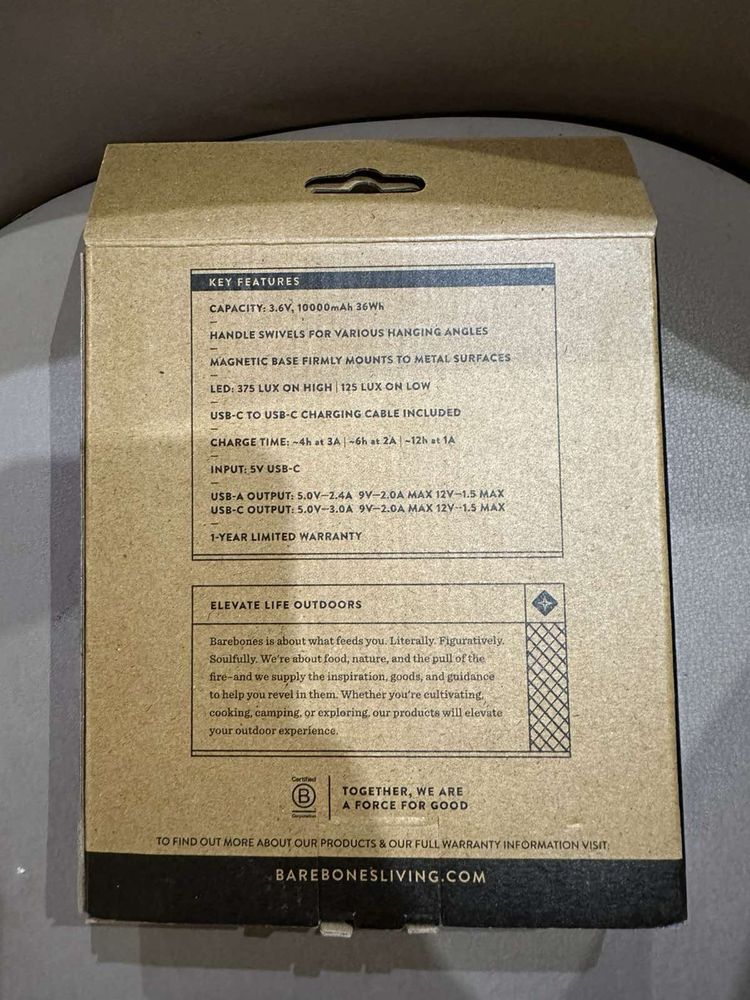 KEY FEATURES
CAPACITY: 3.6V, 10000mAh 36Wh
HANDLE SWIVELS FOR VARIOUS HANGING ANGLES
MAGNETIC BASE FIRMLY MOUNTS TO METAL SURFACES
LED: 375 LUX ON HIGH | 125 LUX ON LOW
USB-C TO USB-C CHARGING CABLE INCLUDED
CHARGE TIME: ~4h at 3A | ~6h at 2A | ~12h at 1A
INPUT: 5V USB-C
USB-A OUTPUT: 5.0V—2.4A 9V—2.0A MAX 12V—1.5 MAX
USB-C OUTPUT: 5.0V—3.0A 9V—2.0A MAX 12V--1.5 MAX
1-YEAR LIMITED WARRANTY
ELEVATE LIFE OUTDOORS
Barebones is about what feeds you. Literally. Figuratively.
Soulfully. We're about food, nature, and the pull of the
fire—and we supply the inspiration, goods, and guidance
to help you revel in them. Whether you're cultivating,
cooking, camping, or exploring, our products will elevate
your outdoor experience.
Certified
B
Corporation
TOGETHER, WE ARE
A FORCE FOR GOOD
TO FIND OUT MORE ABOUT OUR PRODUCTS & OUR FULL WARRANTY INFORMATION VISIT:
BAREBONESLIVING.COM